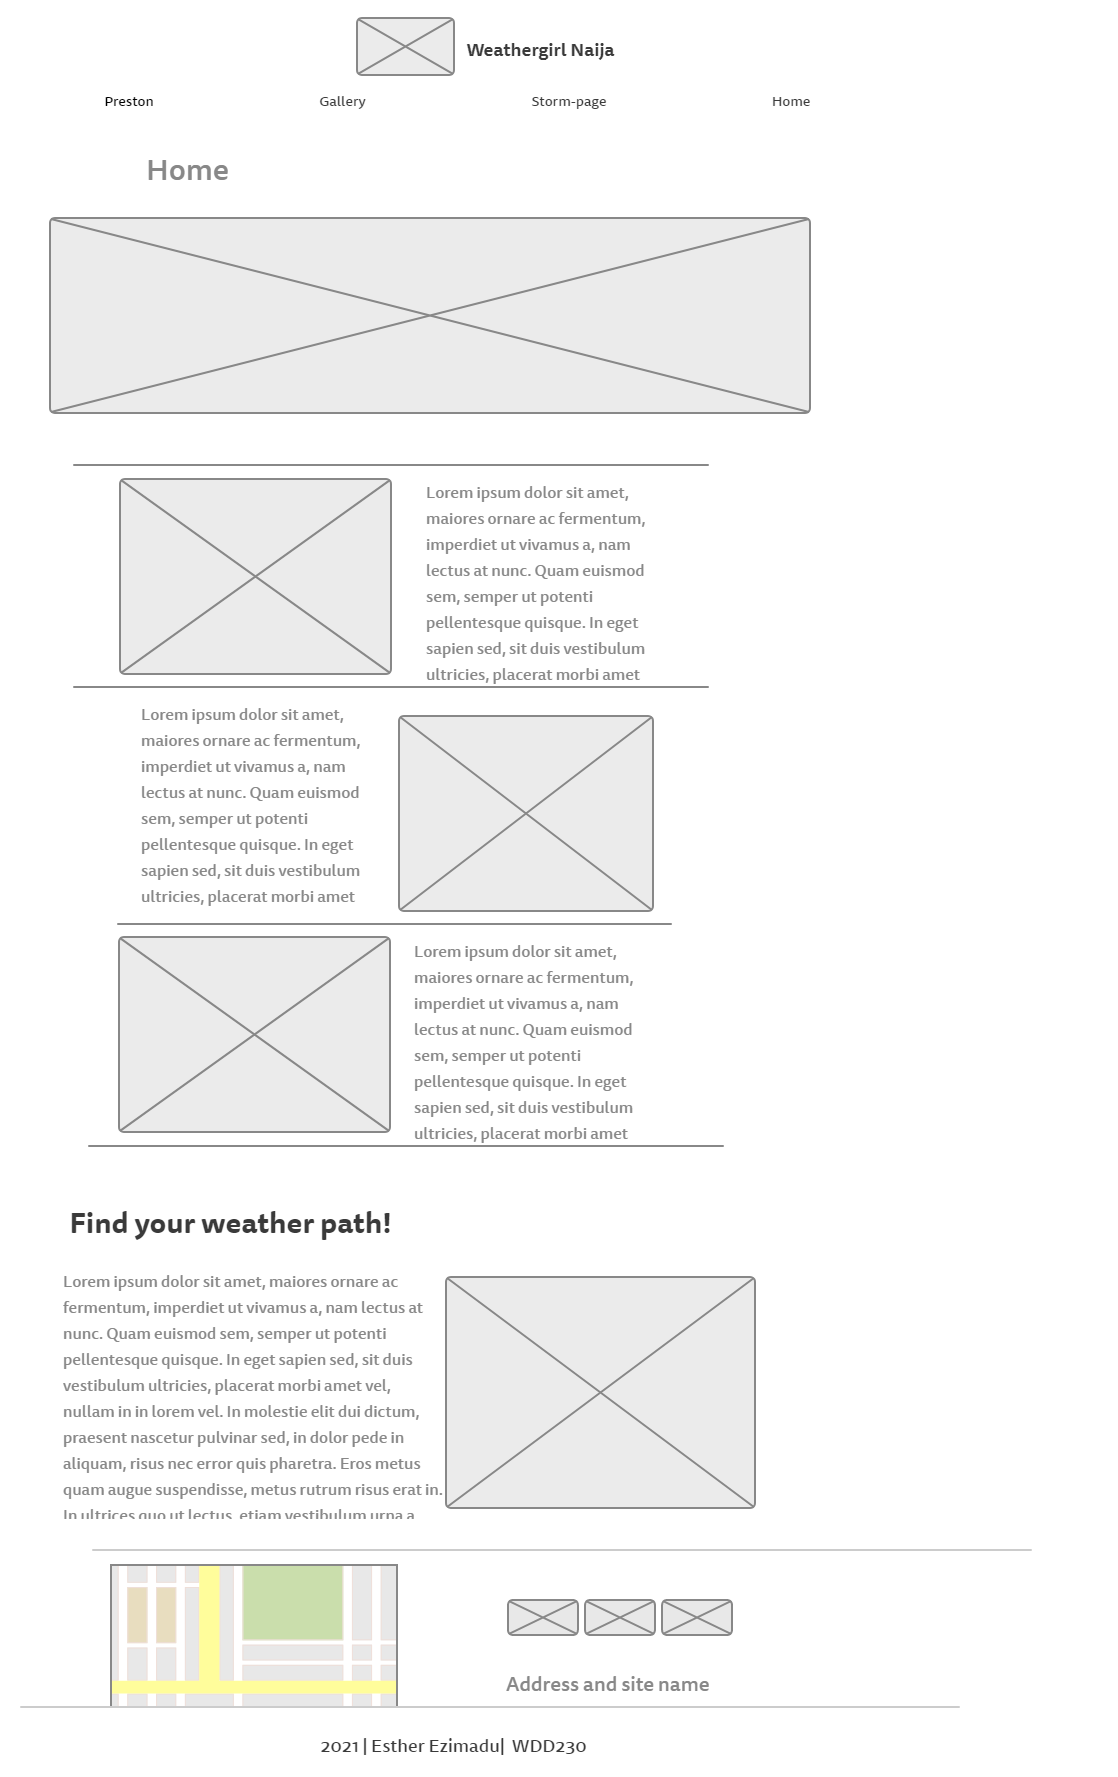 Weathergirl Naija
Preston Gallery Storm-page Home
Home
Lorem ipsum dolor sit amet,
maiores ornare ac fermentum,
imperdiet ut vivamus a, nam
lectus at nunc. Quam euismod
sem, semper ut potenti
pellentesque quisque. In eget
sapien sed, sit duis vestibulum
ultricies, placerat morbi amet
Lorem ipsum dolor sit amet,
maiores ornare ac fermentum,
imperdiet ut vivamus a, nam
lectus at nunc. Quam euismod
sem, semper ut potenti
pellentesque quisque. In eget
sapien sed, sit duis vestibulum
ultricies, placerat morbi amet
Lorem ipsum dolor sit amet,
maiores ornare ac fermentum,
imperdiet ut vivamus a, nam
lectus at nunc. Quam euismod
sem, semper ut potenti
pellentesque quisque. In eget
sapien sed, sit duis vestibulum
ultricies, placerat morbi amet
Find your weather path!
Lorem ipsum dolor sit amet, maiores ornare ac
fermentum, imperdiet ut vivamus a, nam lectus at
nunc. Quam euismod sem, semper ut potenti
pellentesque quisque. In eget sapien sed, sit duis
vestibulum ultricies, placerat morbi amet vel,
nullam in in lorem vel. In molestie elit dui dictum,
praesent nascetur pulvinar sed, in dolor pede in
aliquam, risus nec error quis pharetra. Eros metus
quam augue suspendisse, metus rutrum risus erat in.
In ultrices quo ut lectus, etiam vestibulum urna a
Address and site name
2021 | Esther Ezimadu| WDD230